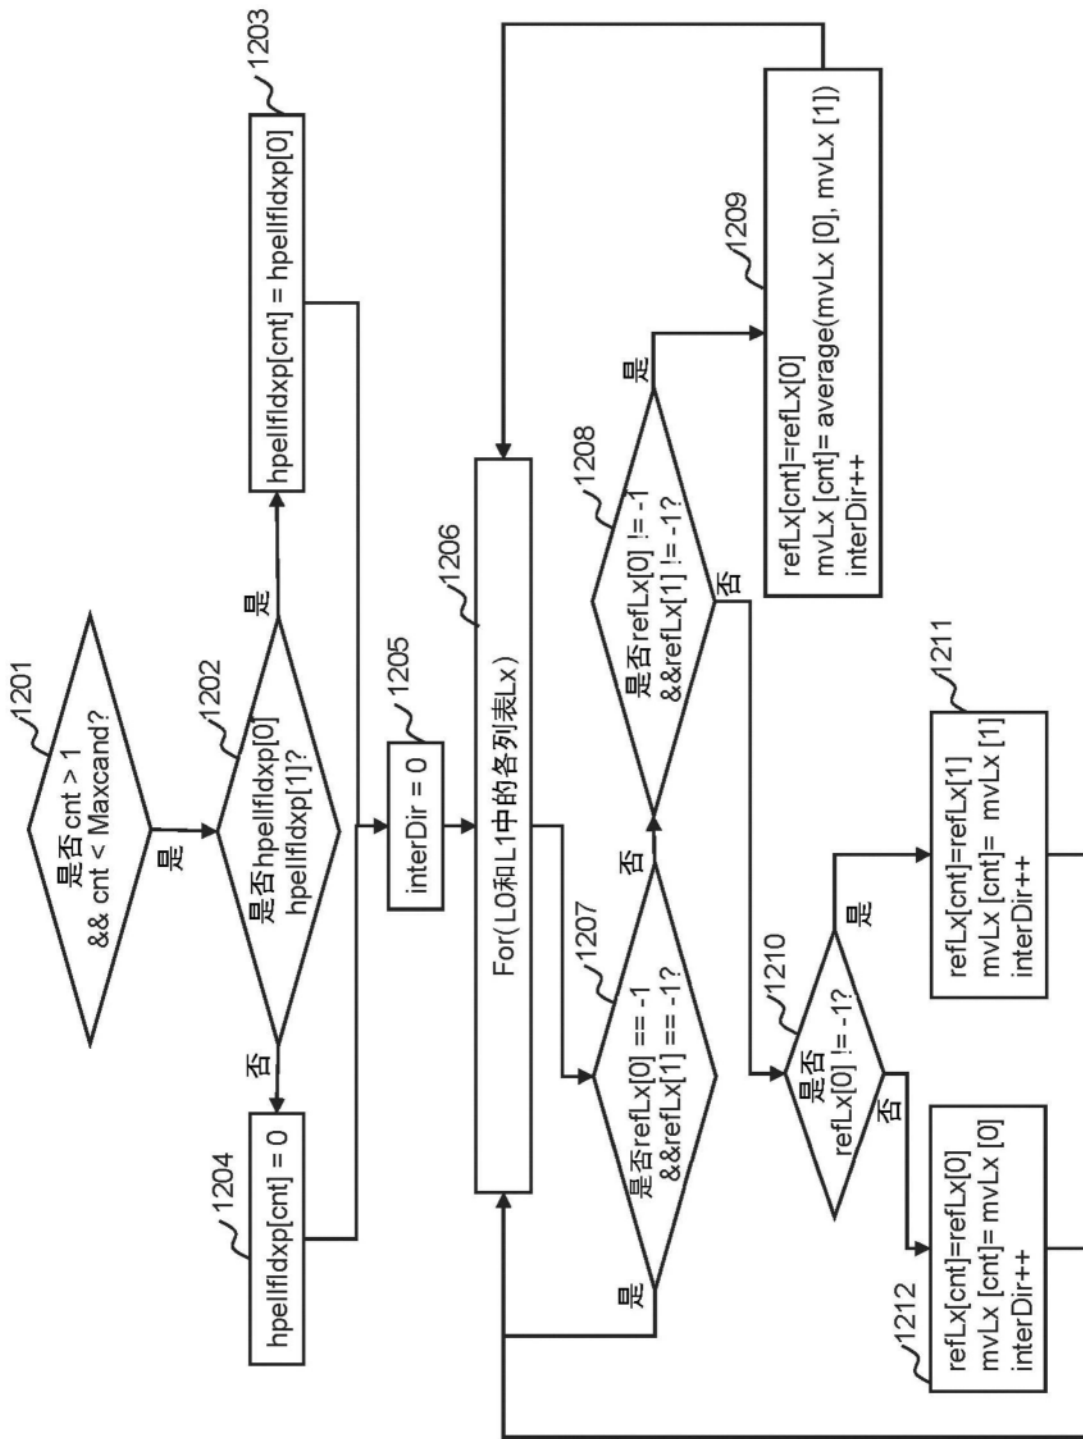 1201
是否 cnt > 1
&& cnt < Maxcand?
是
1202
是否hpelIfIdxp[0]
hpelIfIdxp[1]?
是
否
1203
hpelIfIdxp[cnt] = hpelIfIdxp[0]
1204
hpelIfIdxp[cnt] = 0
1205
interDir = 0
1206
For( L0和L1中的各列表Lx )
1207
是否refLx[0] == -1
&&refLx[1] == -1?
是
否
1208
是否refLx[0] != -1
&&refLx[1] != -1?
是
否
1209
refLx[cnt]=refLx[0]
mvLx [cnt]= average(mvLx [0], mvLx [1])
interDir++
1210
是否
refLx[0] != -1?
是
否
1211
refLx[cnt]=refLx[1]
mvLx [cnt]= mvLx [1]
interDir++
1212
refLx[cnt]=refLx[0]
mvLx [cnt]= mvLx [0]
interDir++